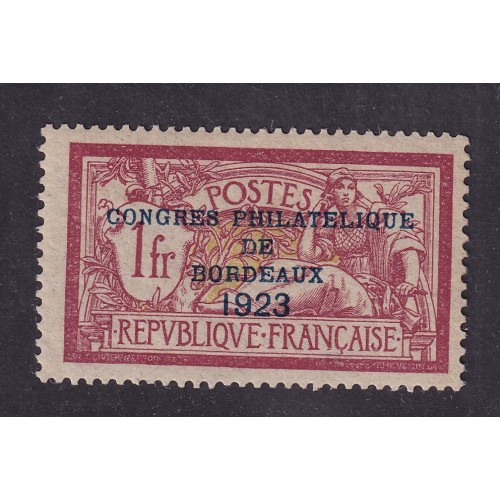 POSTES
CONGRES PHILATELIQUE
1fr
DE
BORDEAUX
1923
·REPVBLIQVE·FRANÇAISE·